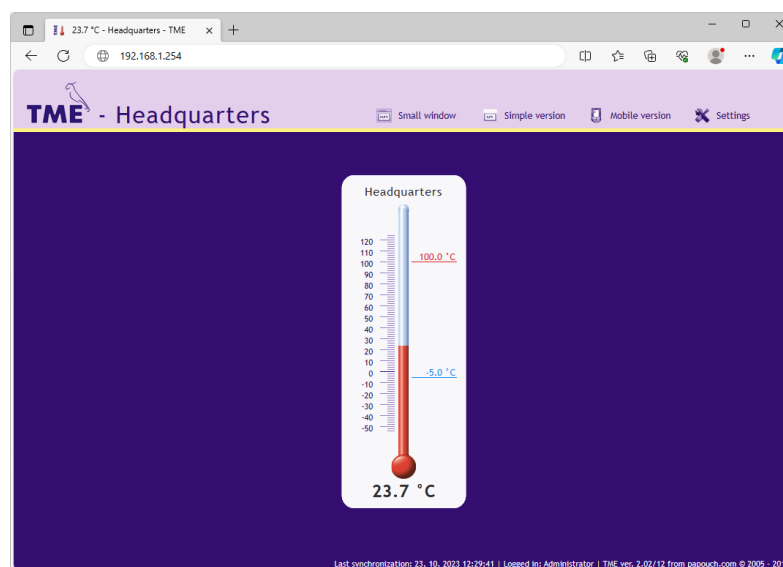 23.7 °C - Headquarters - TME
192.168.1.254
TME - Headquarters
Small window
Simple version
Mobile version
Settings
Headquarters
120
110
100
100.0 °C
90
80
70
60
50
40
30
20
10
0
-5.0 °C
-10
-20
-30
-40
-50
23.7 °C
Last synchronization: 23. 10. 2023 12:29:41 | Logged in: Administrator | TME ver. 2.02/12 from papouch.com © 2005 -